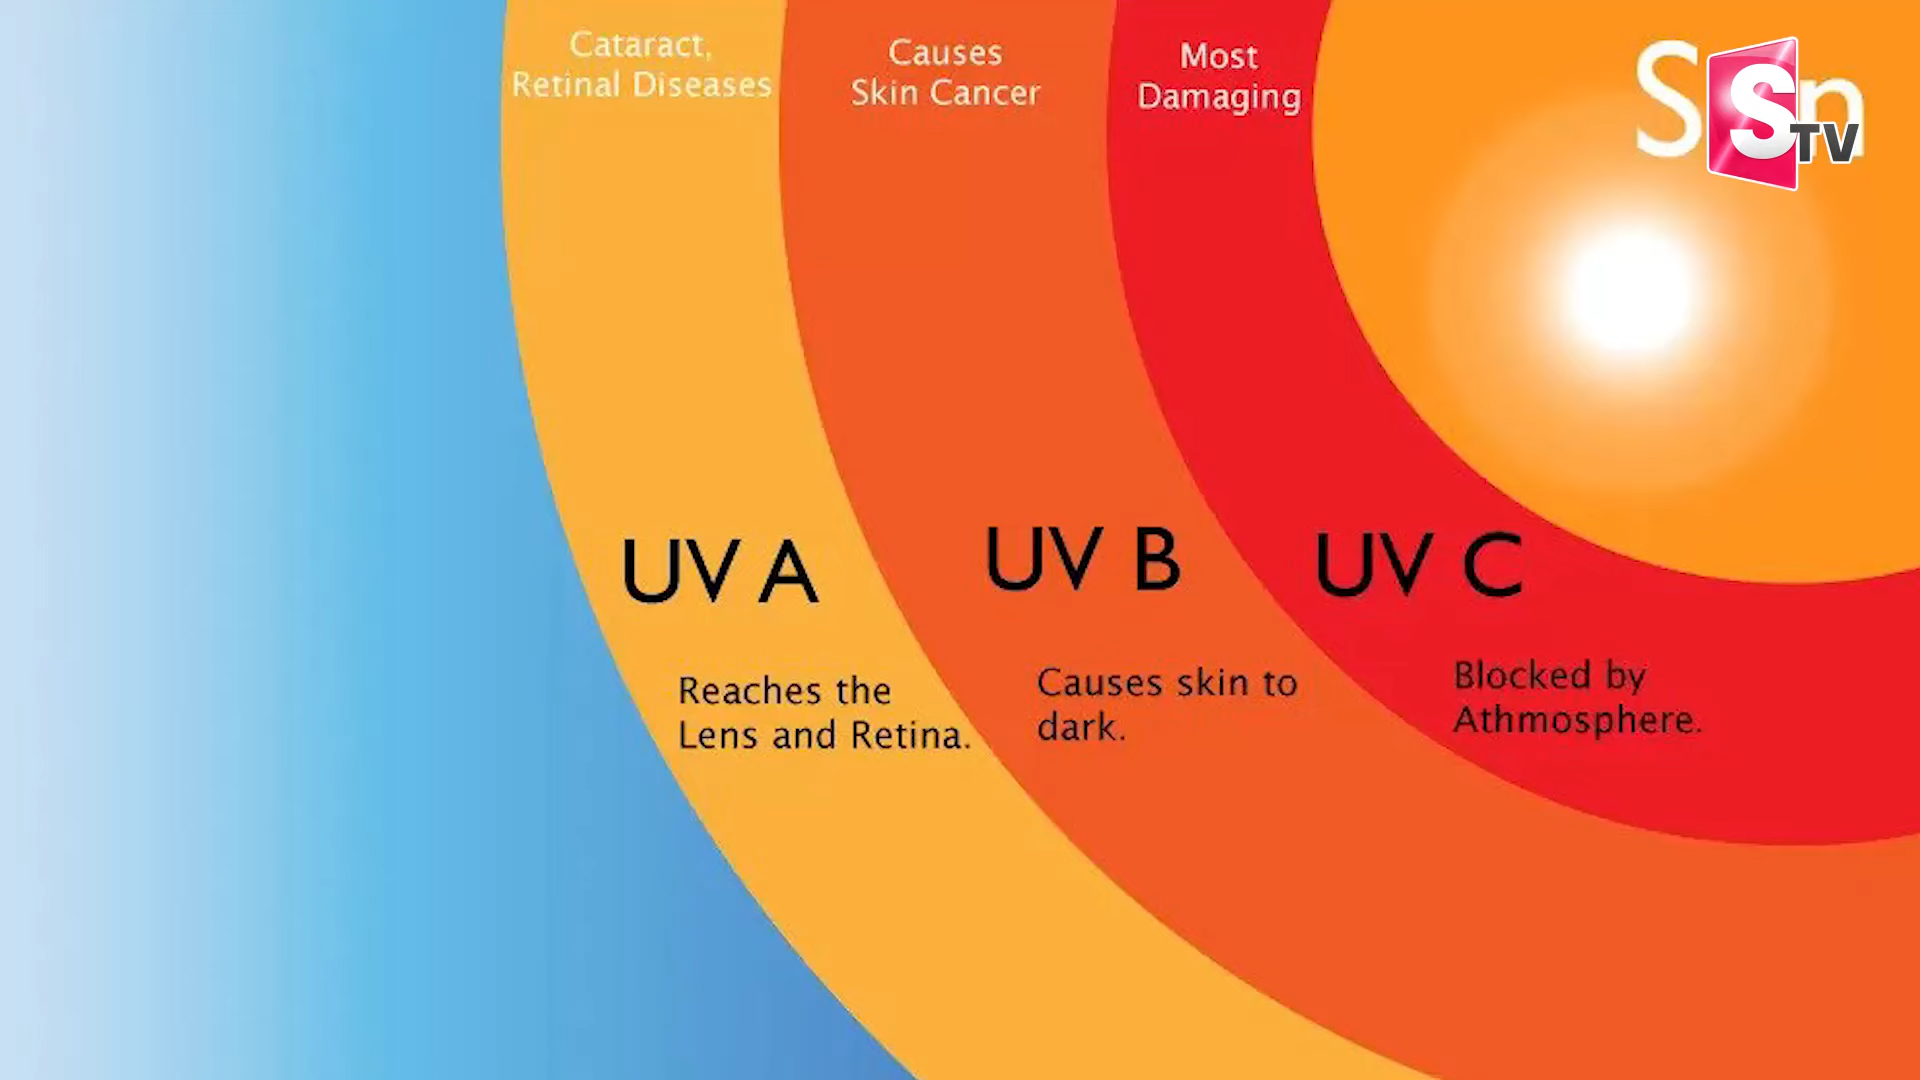 Cataract,
Retinal Diseases
Causes
Skin Cancer
Most
Damaging
S
TV
UV A
UV B
UV C
Reaches the
Lens and Retina.
Causes skin to
dark.
Blocked by
Athmosphere.